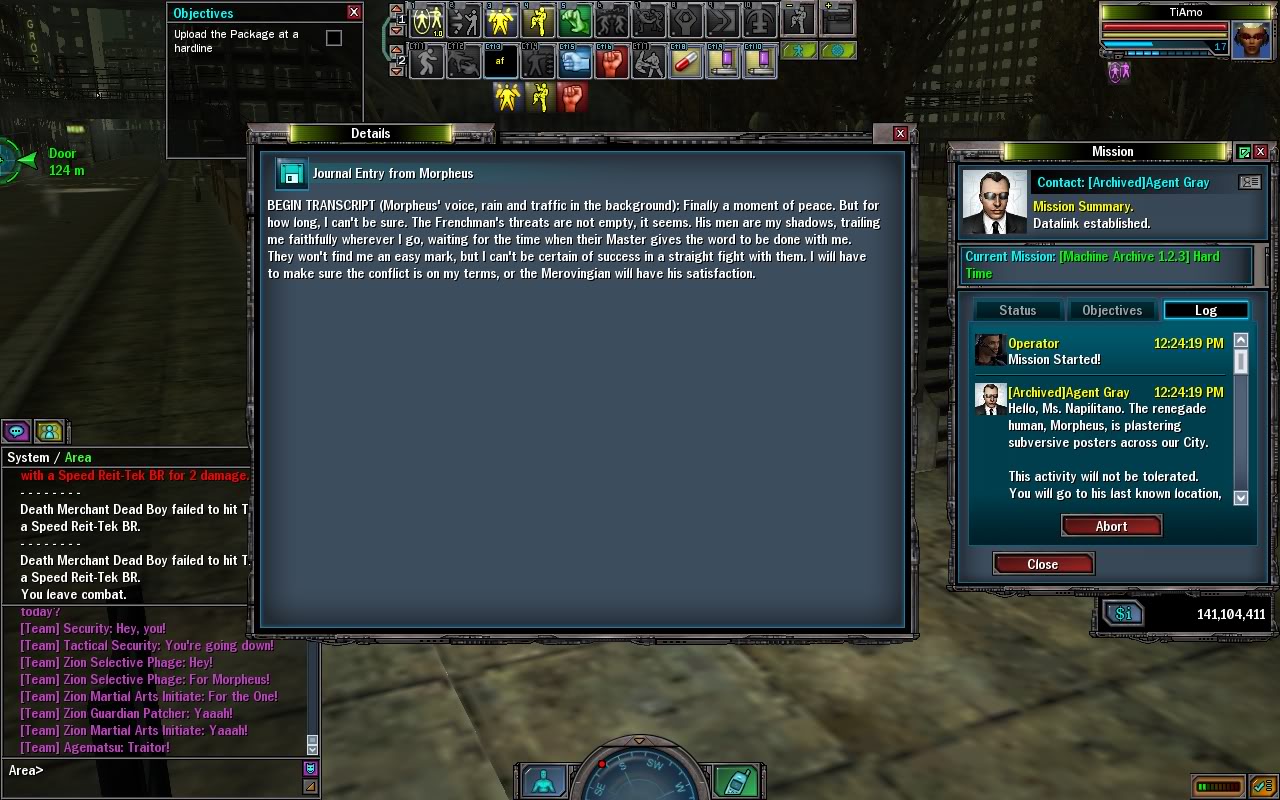 Objectives
Upload the Package at a
hardline
1
2
1.0
af
TiAmo
17
Door
124 m
Details
Journal Entry from Morpheus
BEGIN TRANSCRIPT (Morpheus' voice, rain and traffic in the background): Finally a moment of peace. But for
how long, I can't be sure. The Frenchman's threats are not empty, it seems. His men are my shadows, trailing
me faithfully wherever I go, waiting for the time when their Master gives the word to be done with me.
They won't find me an easy mark, but I can't be certain of success in a straight fight with them. I will have
to make sure the conflict is on my terms, or the Merovingian will have his satisfaction.
Mission
Contact: [Archived]Agent Gray
Mission Summary.
Datalink established.
Current Mission: [Machine Archive 1.2.3] Hard
Time
Status Objectives Log
Operator 12:24:19 PM
Mission Started!
[Archived]Agent Gray 12:24:19 PM
Hello, Ms. Napilitano. The renegade
human, Morpheus, is plastering
subversive posters across our City.
This activity will not be tolerated.
You will go to his last known location,
Abort
Close
$i 141,104,411
System / Area
with a Speed Reit-Tek BR for 2 damage.
- - - - - - - -
Death Merchant Dead Boy failed to hit T
a Speed Reit-Tek BR.
- - - - - - - -
Death Merchant Dead Boy failed to hit T
a Speed Reit-Tek BR.
You leave combat.
today?
[Team] Security: Hey, you!
[Team] Tactical Security: You're going down!
[Team] Zion Selective Phage: Hey!
[Team] Zion Selective Phage: For Morpheus!
[Team] Zion Martial Arts Initiate: For the One!
[Team] Zion Guardian Patcher: Yaaah!
[Team] Zion Martial Arts Initiate: Yaaah!
[Team] Agematsu: Traitor!
Area>
SE S SW W